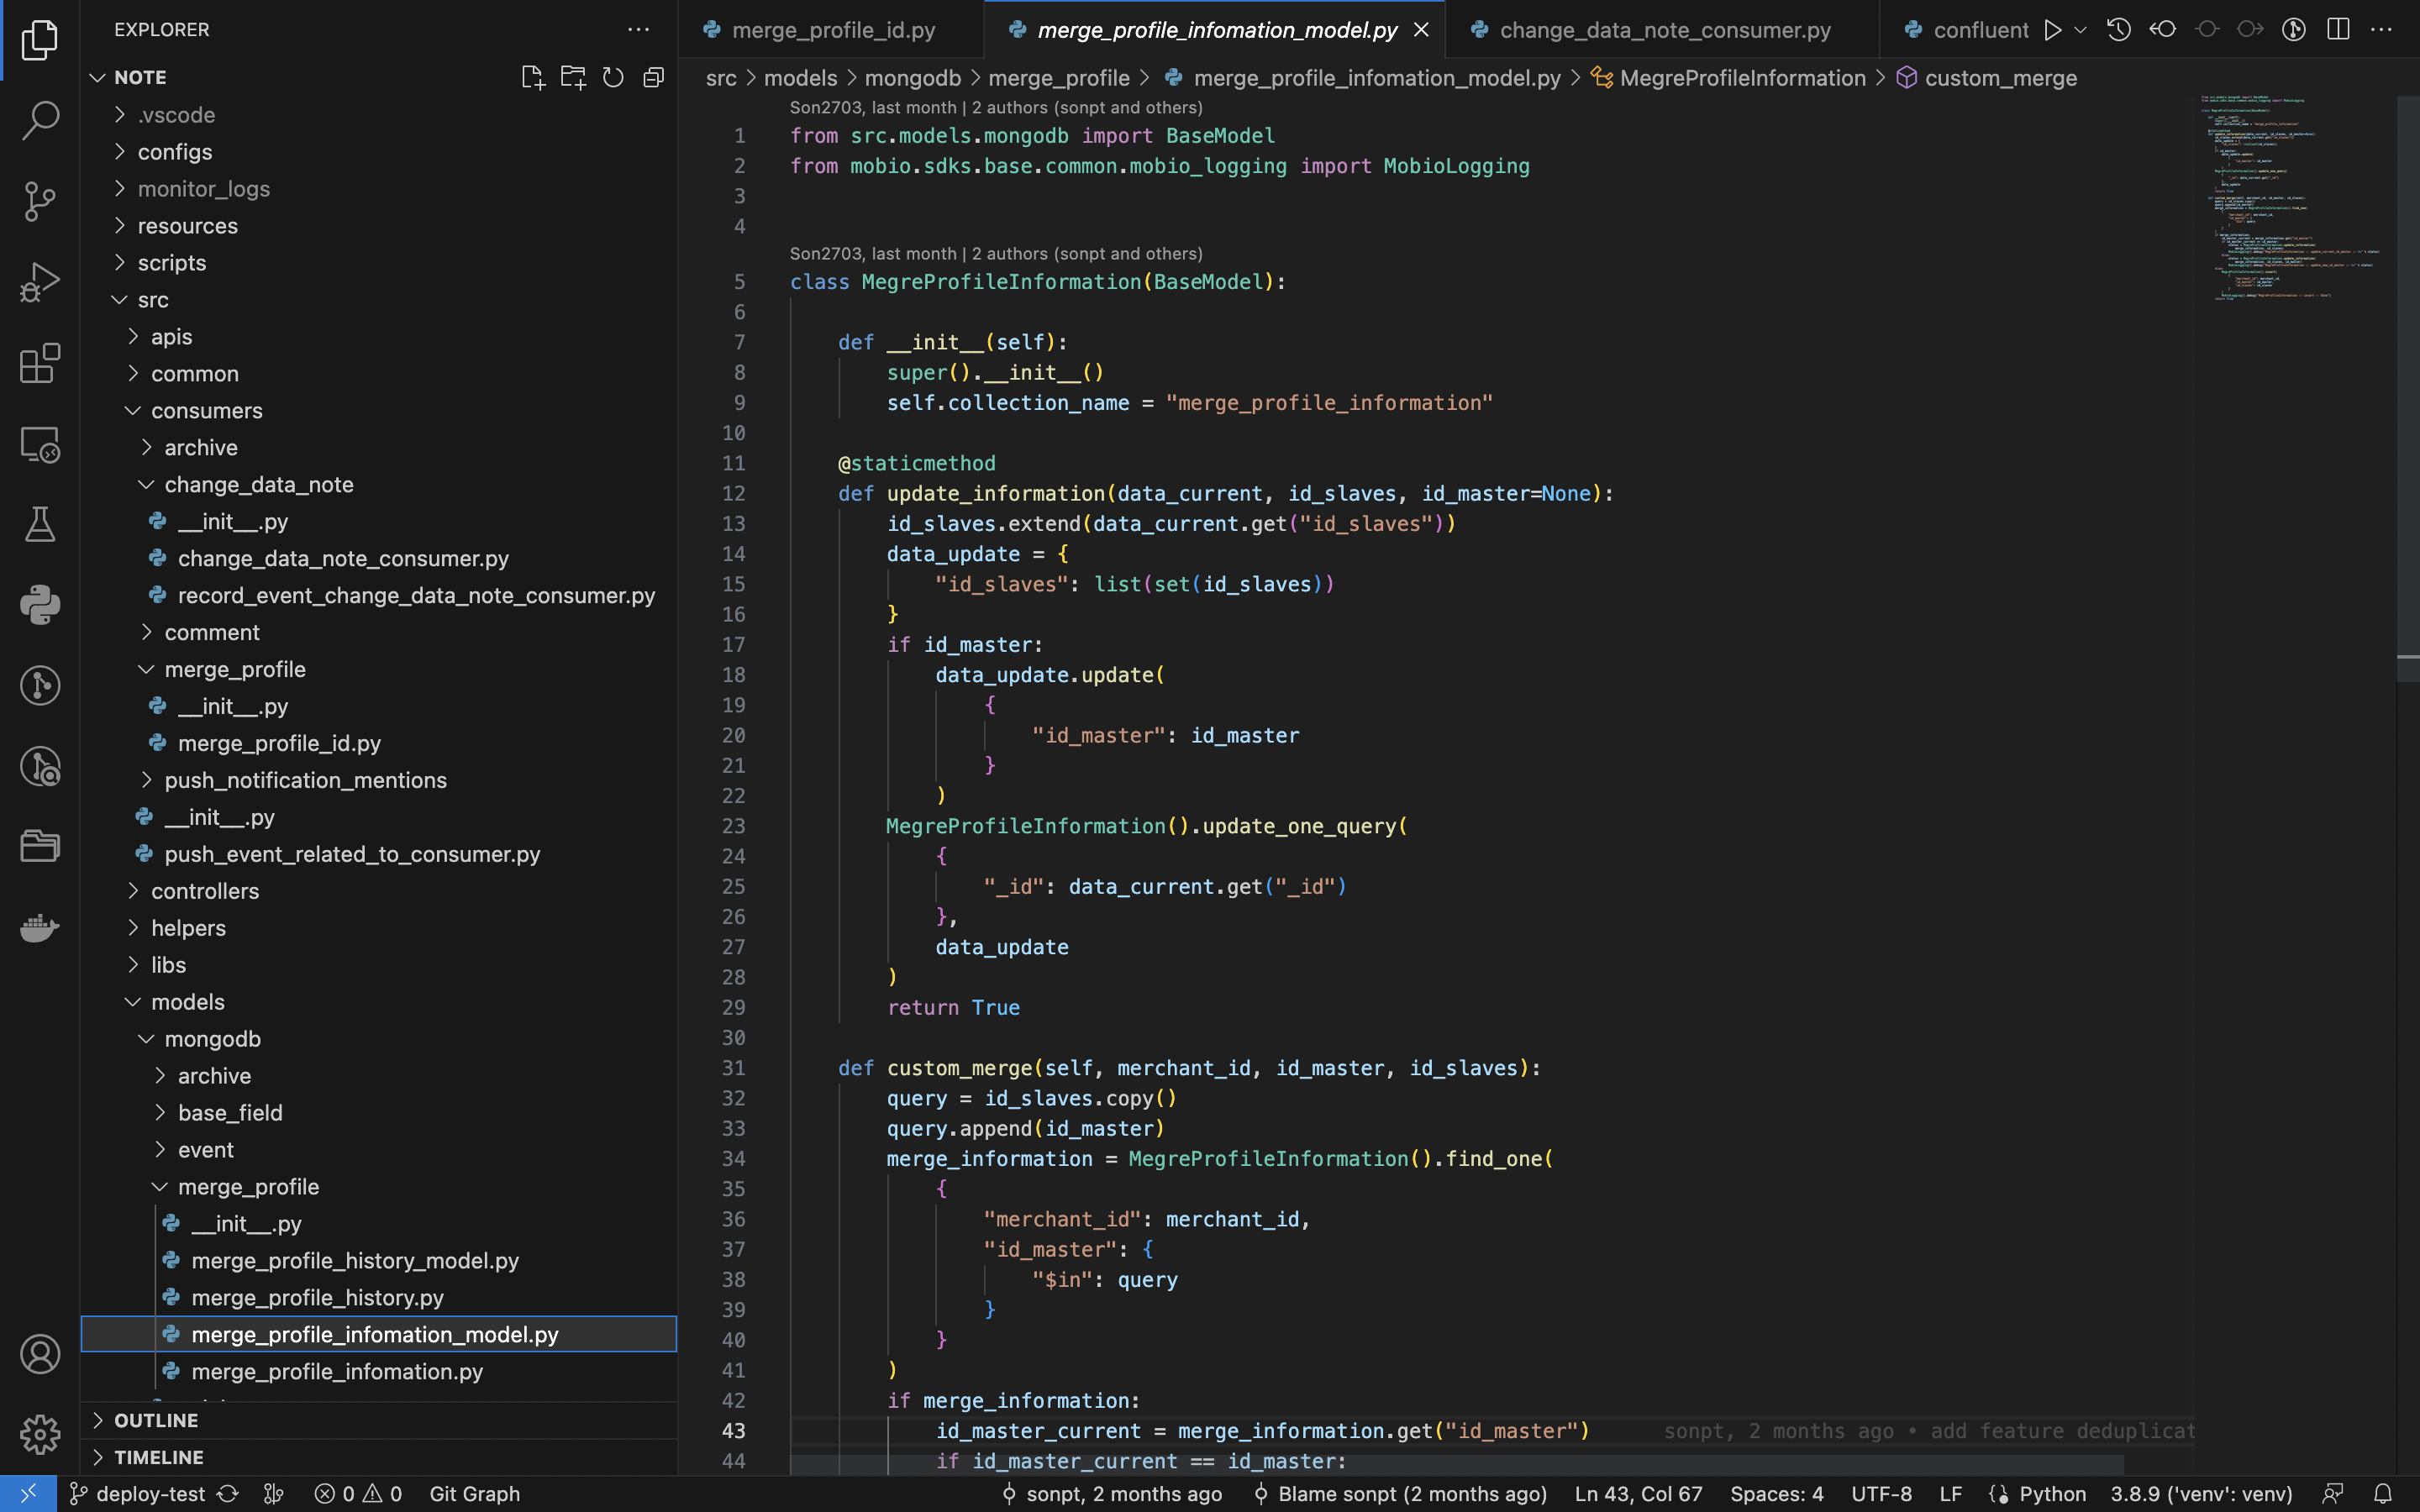 EXPLORER
NOTE
.vscode
configs
monitor_logs
resources
scripts
src
apis
common
consumers
archive
change_data_note
__init__.py
change_data_note_consumer.py
record_event_change_data_note_consumer.py
comment
merge_profile
__init__.py
merge_profile_id.py
push_notification_mentions
__init__.py
push_event_related_to_consumer.py
controllers
helpers
libs
models
mongodb
archive
base_field
event
merge_profile
__init__.py
merge_profile_history_model.py
merge_profile_history.py
merge_profile_infomation_model.py
merge_profile_infomation.py
OUTLINE
TIMELINE
merge_profile_id.py
merge_profile_infomation_model.py
change_data_note_consumer.py
confluent
src > models > mongodb > merge_profile > merge_profile_infomation_model.py > MegreProfileInformation > custom_merge
Son2703, last month | 2 authors (sonpt and others)
1 from src.models.mongodb import BaseModel
2 from mobio.sdks.base.common.mobio_logging import MobioLogging
3
4
Son2703, last month | 2 authors (sonpt and others)
5 class MegreProfileInformation(BaseModel):
6
7 def __init__(self):
8 super().__init__()
9 self.collection_name = "merge_profile_information"
10
11 @staticmethod
12 def update_information(data_current, id_slaves, id_master=None):
13 id_slaves.extend(data_current.get("id_slaves"))
14 data_update = {
15 "id_slaves": list(set(id_slaves))
16 }
17 if id_master:
18 data_update.update(
19 {
20 "id_master": id_master
21 }
22 )
23 MegreProfileInformation().update_one_query(
24 {
25 "_id": data_current.get("_id")
26 },
27 data_update
28 )
29 return True
30
31 def custom_merge(self, merchant_id, id_master, id_slaves):
32 query = id_slaves.copy()
33 query.append(id_master)
34 merge_information = MegreProfileInformation().find_one(
35 {
36 "merchant_id": merchant_id,
37 "id_master": {
38 "$in": query
39 }
40 }
41 )
42 if merge_information:
43 id_master_current = merge_information.get("id_master") sonpt, 2 months ago • add feature deduplicat
44 if id_master_current == id_master:
deploy-test 0 0 Git Graph sonpt, 2 months ago Blame sonpt (2 months ago) Ln 43, Col 67 Spaces: 4 UTF-8 LF Python 3.8.9 ('venv': venv)